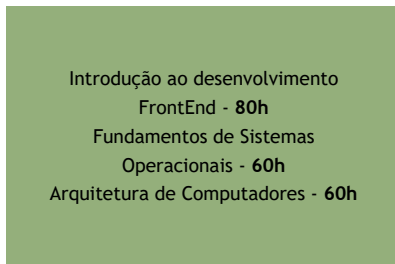 Introdução ao desenvolvimento
FrontEnd - 80h
Fundamentos de Sistemas
Operacionais - 60h
Arquitetura de Computadores - 60h